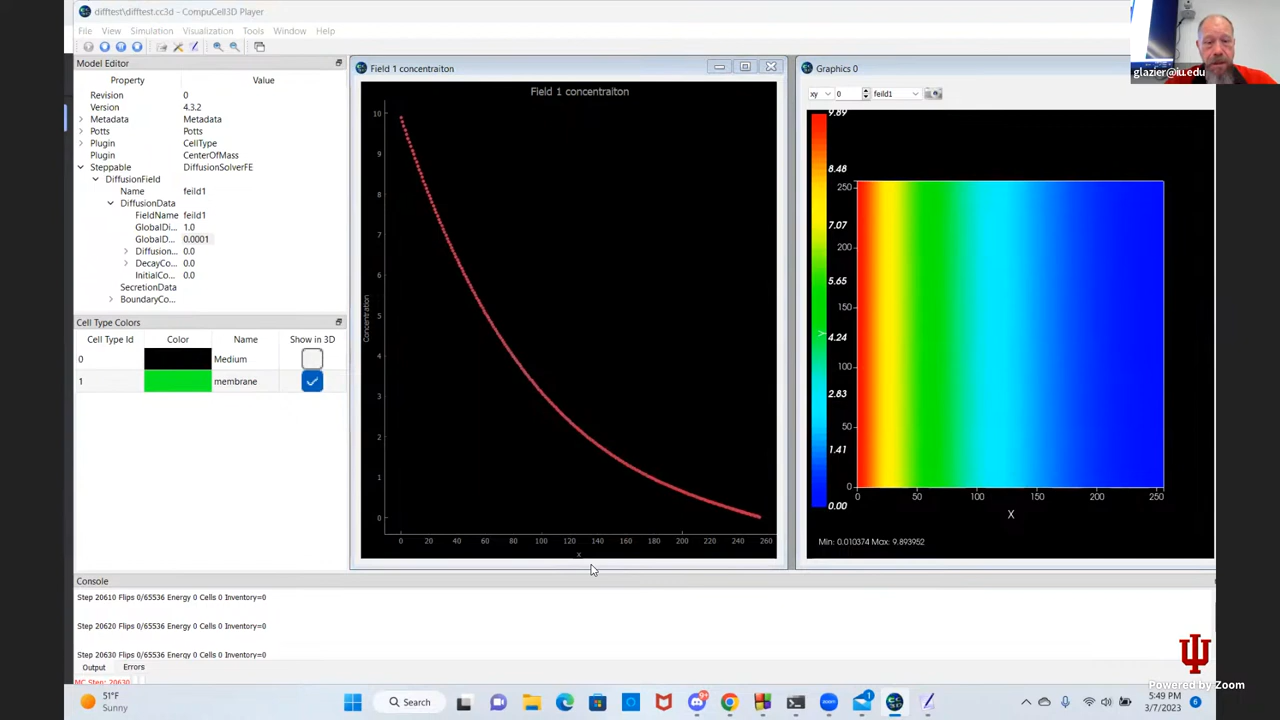 difftest\difftest.cc3d - CompuCell3D Player
File View Simulation Visualization Tools Window Help
Model Editor
Property Value
Revision 0
Version 4.3.2
Metadata Metadata
Potts Potts
Plugin CellType
Plugin CenterOfMass
Steppable DiffusionSolverFE
DiffusionField
Name feild1
DiffusionData
FieldName feild1
GlobalDi... 1.0
GlobalD... 0.0001
Diffusion... 0.0
DecayCo... 0.0
InitialCo... 0.0
SecretionData
BoundaryCo...
Cell Type Colors
Cell Type Id Color Name Show in 3D
0 Medium
1 membrane
Field 1 concentraiton
Field 1 concentraiton
Concentration
10
9
8
7
6
5
4
3
2
1
0
0 20 40 60 80 100 120 140 160 180 200 220 240 260
x
Graphics 0
xy 0 feild1
9.89
8.48
7.07
5.65
4.24
2.83
1.41
0.00
Y
250
200
150
100
50
0
0 50 100 150 200 250
X
Min: 0.010374 Max: 9.893952
glazier@iu.edu
Console
Step 20610 Flips 0/65536 Energy 0 Cells 0 Inventory=0
Step 20620 Flips 0/65536 Energy 0 Cells 0 Inventory=0
Step 20630 Flips 0/65536 Energy 0 Cells 0 Inventory=0
Output Errors
MC Step: 20630
Powered by Zoom
51°F
Sunny
Search
zoom
5:49 PM
3/7/2023
6